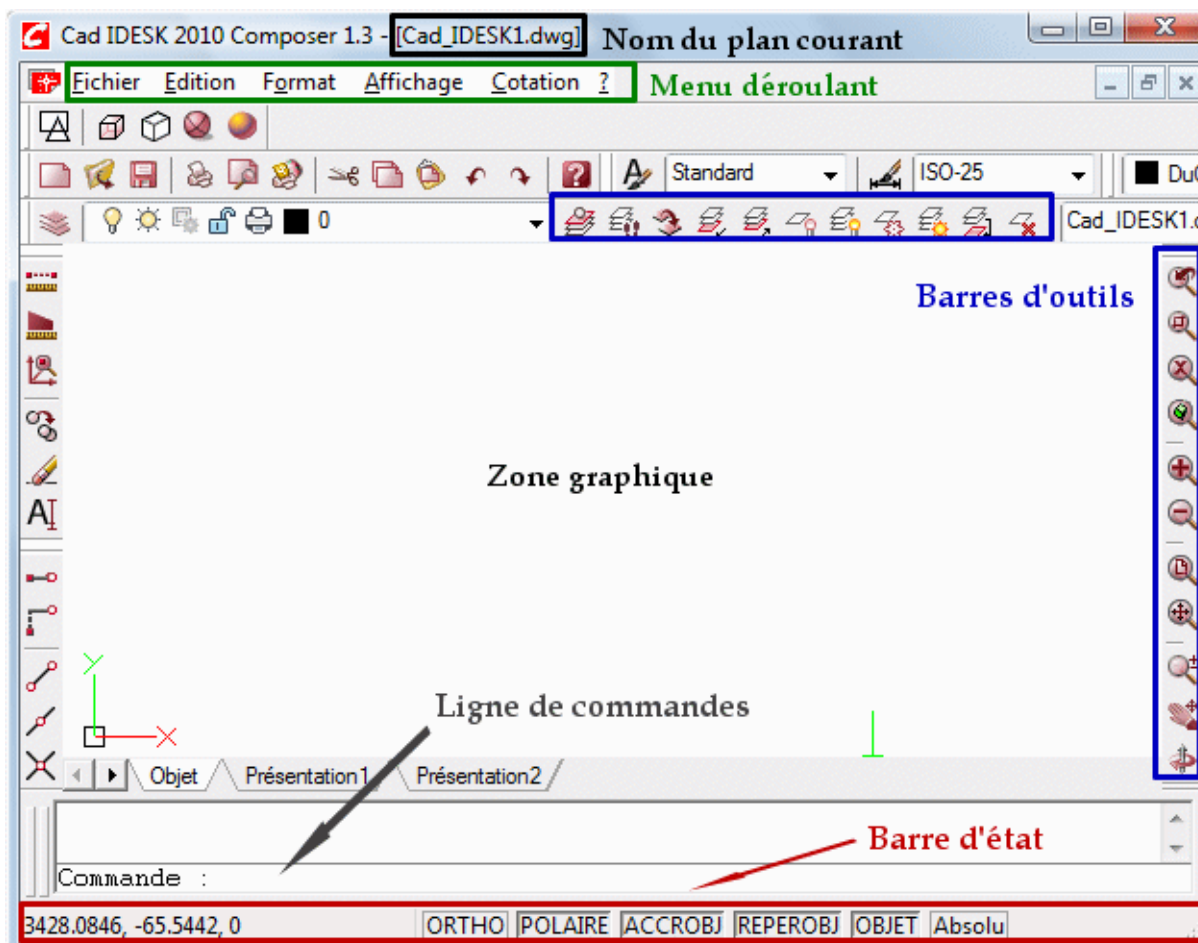 Cad IDESK 2010 Composer 1.3 - [Cad_IDESK1.dwg] Nom du plan courant
Fichier Edition Format Affichage Cotation ? Menu déroulant
Standard ISO-25 Du
0 Cad_IDESK1.
Barres d'outils
Zone graphique
Y
Ligne de commandes
X
Objet Présentation1 Présentation2
Barre d'état
Commande :
3428.0846, -65.5442, 0 ORTHO POLAIRE ACCROBJ REPEROBJ OBJET Absolu